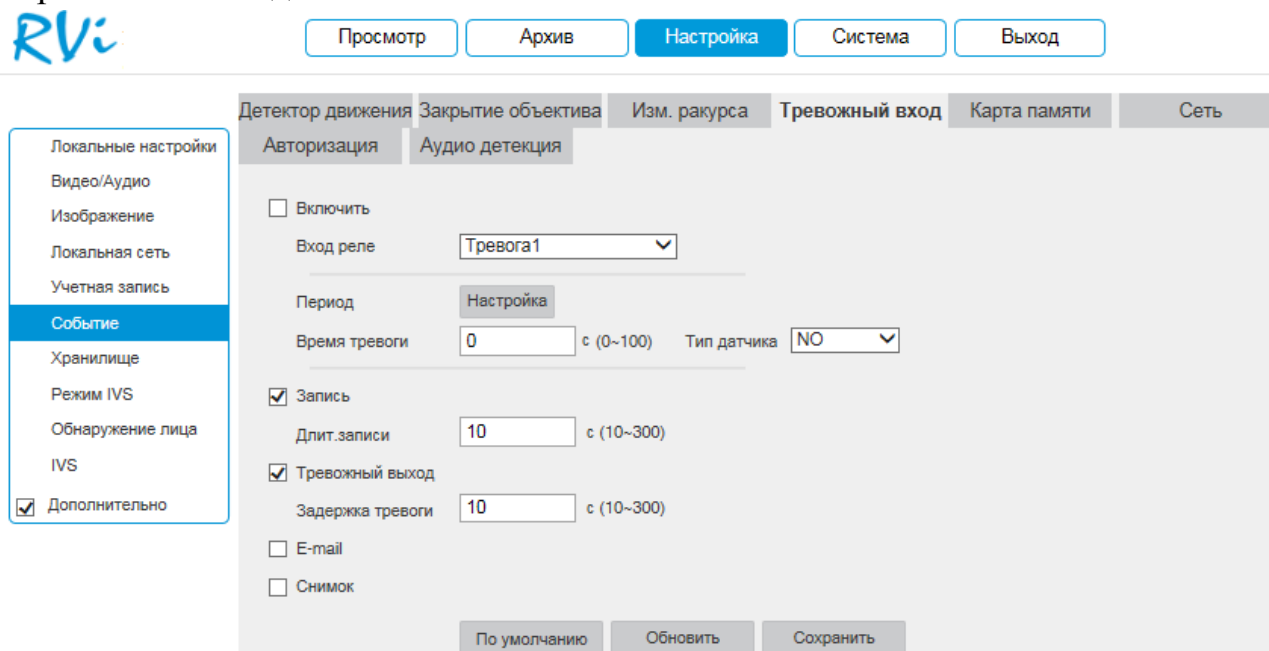 RVi
Просмотр Архив Настройка Система Выход
Детектор движения Закрытие объектива Изм. ракурса Тревожный вход Карта памяти Сеть
Авторизация Аудио детекция
Локальные настройки
Видео/Аудио
Изображение
Локальная сеть
Учетная запись
Событие
Хранилище
Режим IVS
Обнаружение лица
IVS
Дополнительно
Включить
Вход реле Тревога1
Период Настройка
Время тревоги 0 с (0~100) Тип датчика NO
Запись
Длит.записи 10 с (10~300)
Тревожный выход
Задержка тревоги 10 с (10~300)
E-mail
Снимок
По умолчанию Обновить Сохранить